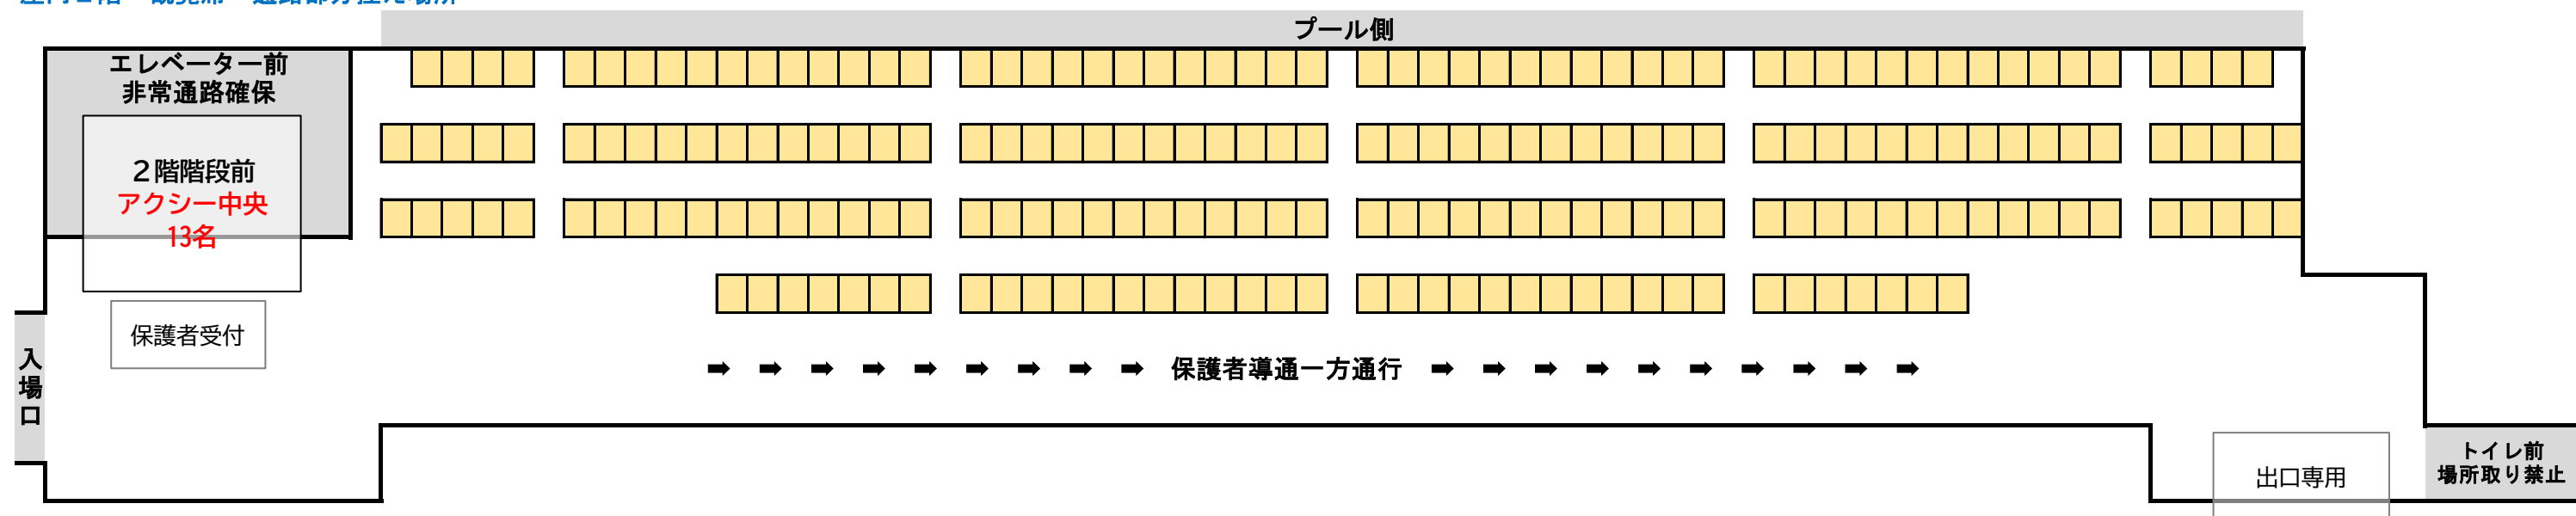 プール側
エレベーター前
非常通路確保
２階階段前
アクシー中央
13名
保護者受付
入場口
保護者導通一方通行
出口専用
トイレ前
場所取り禁止